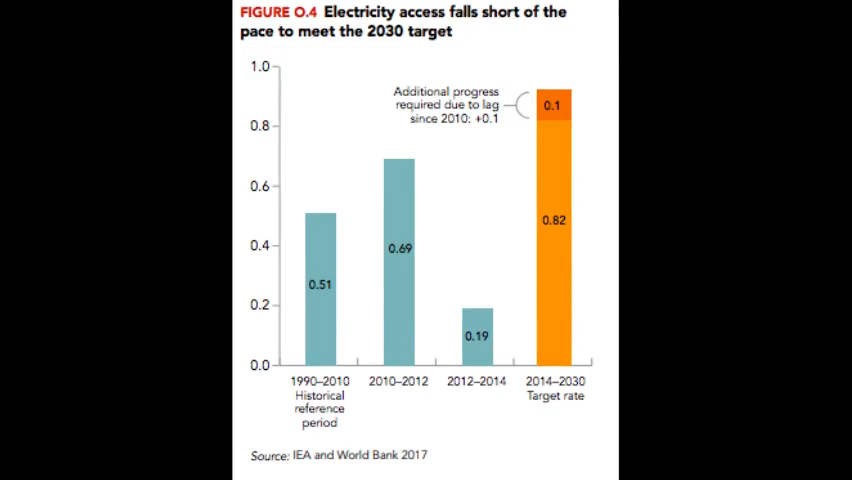 FIGURE O.4 Electricity access falls short of the
pace to meet the 2030 target
1.0
0.8
0.6
0.4
0.2
0.0
Additional progress
required due to lag
since 2010: +0.1
0.51
0.69
0.19
0.1
0.82
1990–2010
Historical
reference
period
2010–2012
2012–2014
2014–2030
Target rate
Source: IEA and World Bank 2017